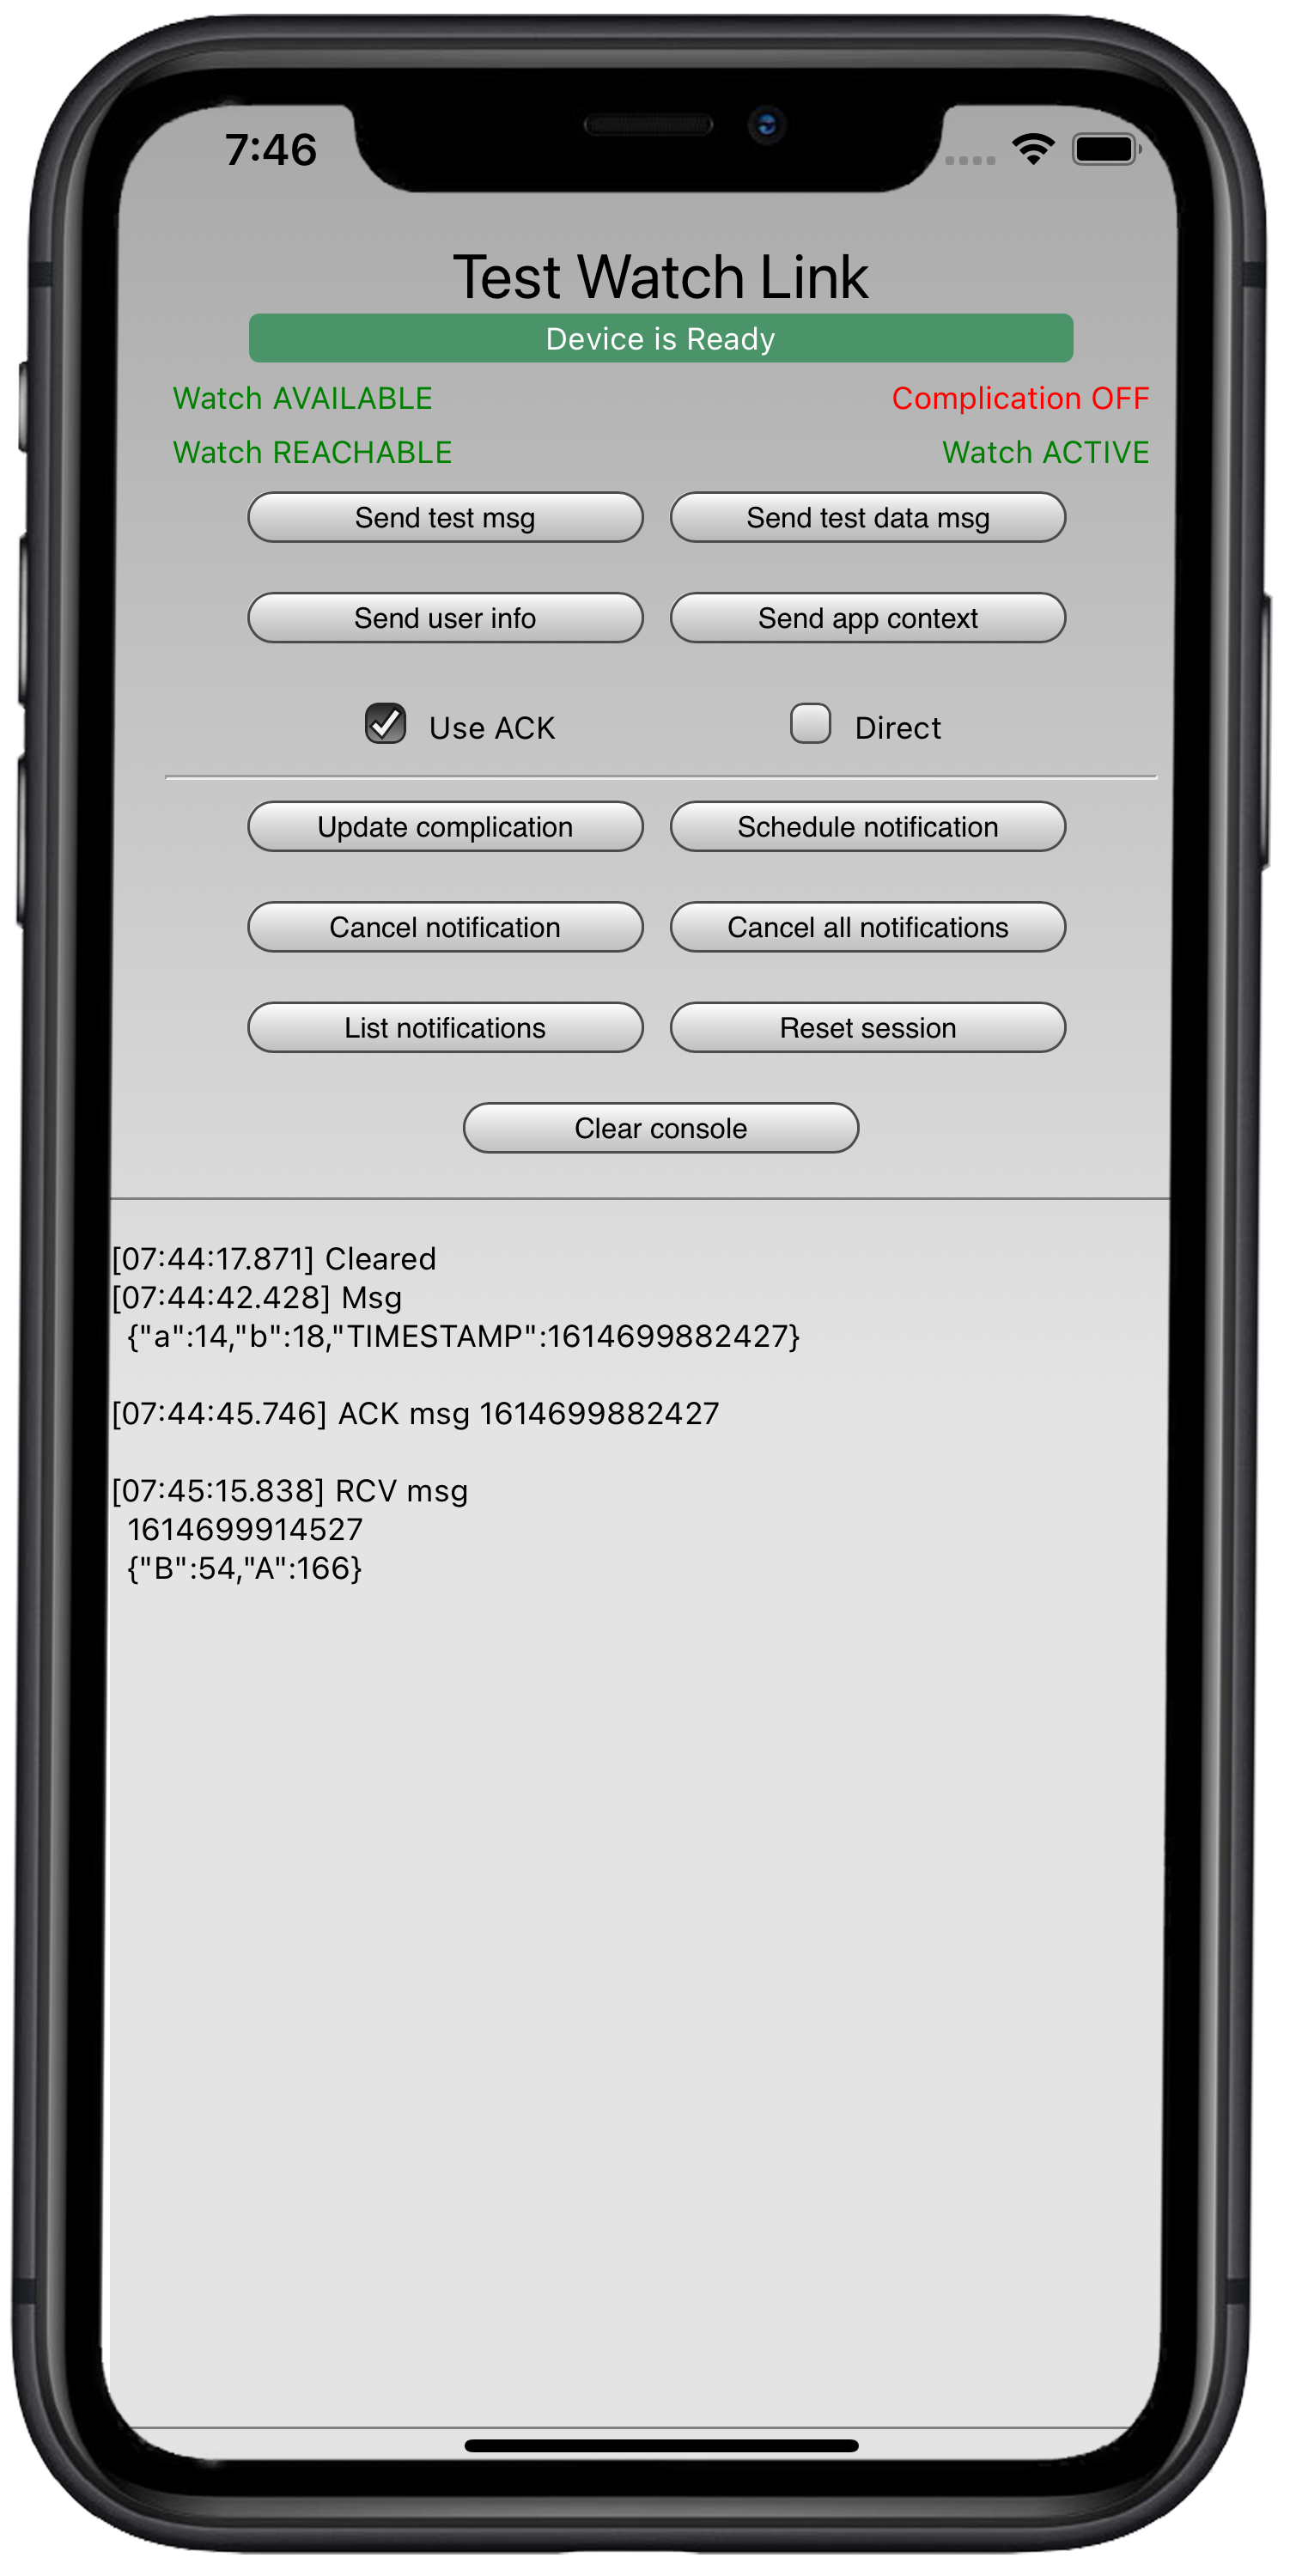 7:46
Test Watch Link
Device is Ready
Watch AVAILABLE Complication OFF
Watch REACHABLE Watch ACTIVE
Send test msg Send test data msg
Send user info Send app context
Use ACK Direct
Update complication Schedule notification
Cancel notification Cancel all notifications
List notifications Reset session
Clear console
[07:44:17.871] Cleared
[07:44:42.428] Msg
{"a":14,"b":18,"TIMESTAMP":1614699882427}
[07:44:45.746] ACK msg 1614699882427
[07:45:15.838] RCV msg
1614699914527
{"B":54,"A":166}